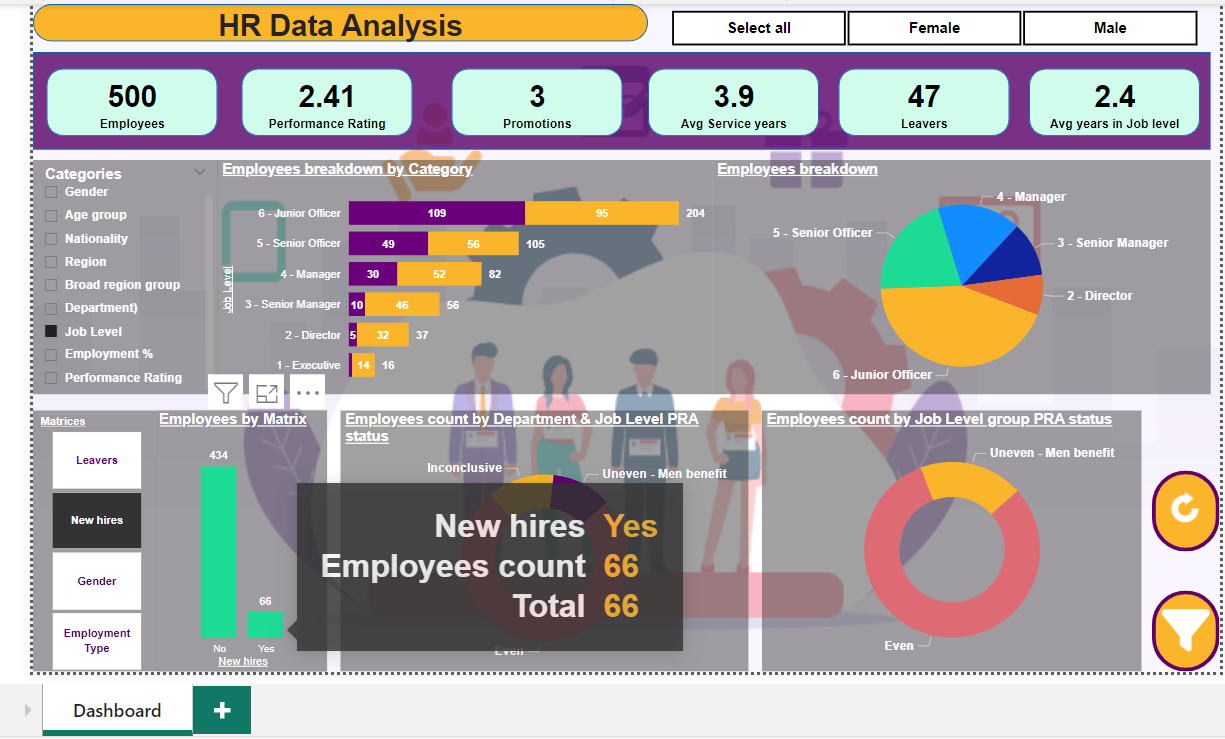 HR Data Analysis
Select all
Female
Male
500
Employees
2.41
Performance Rating
3
Promotions
3.9
Avg Service years
47
Leavers
2.4
Avg years in Job level
Categories
Gender
Age group
Nationality
Region
Broad region group
Department)
Job Level
Employment %
Performance Rating
Employees breakdown by Category
Job Level
6 - Junior Officer 109 95 204
5 - Senior Officer 49 56 105
4 - Manager 30 52 82
3 - Senior Manager 10 46 56
2 - Director 5 32 37
1 - Executive 14 16
Employees breakdown
4 - Manager
5 - Senior Officer
3 - Senior Manager
2 - Director
6 - Junior Officer
Matrices
Leavers
New hires
Gender
Employment
Type
Employees by Matrix
434
66
No Yes
New hires
Employees count by Department & Job Level PRA
status
Inconclusive
Uneven - Men benefit
Even
New hires Yes
Employees count 66
Total 66
Employees count by Job Level group PRA status
Uneven - Men benefit
Even
Dashboard